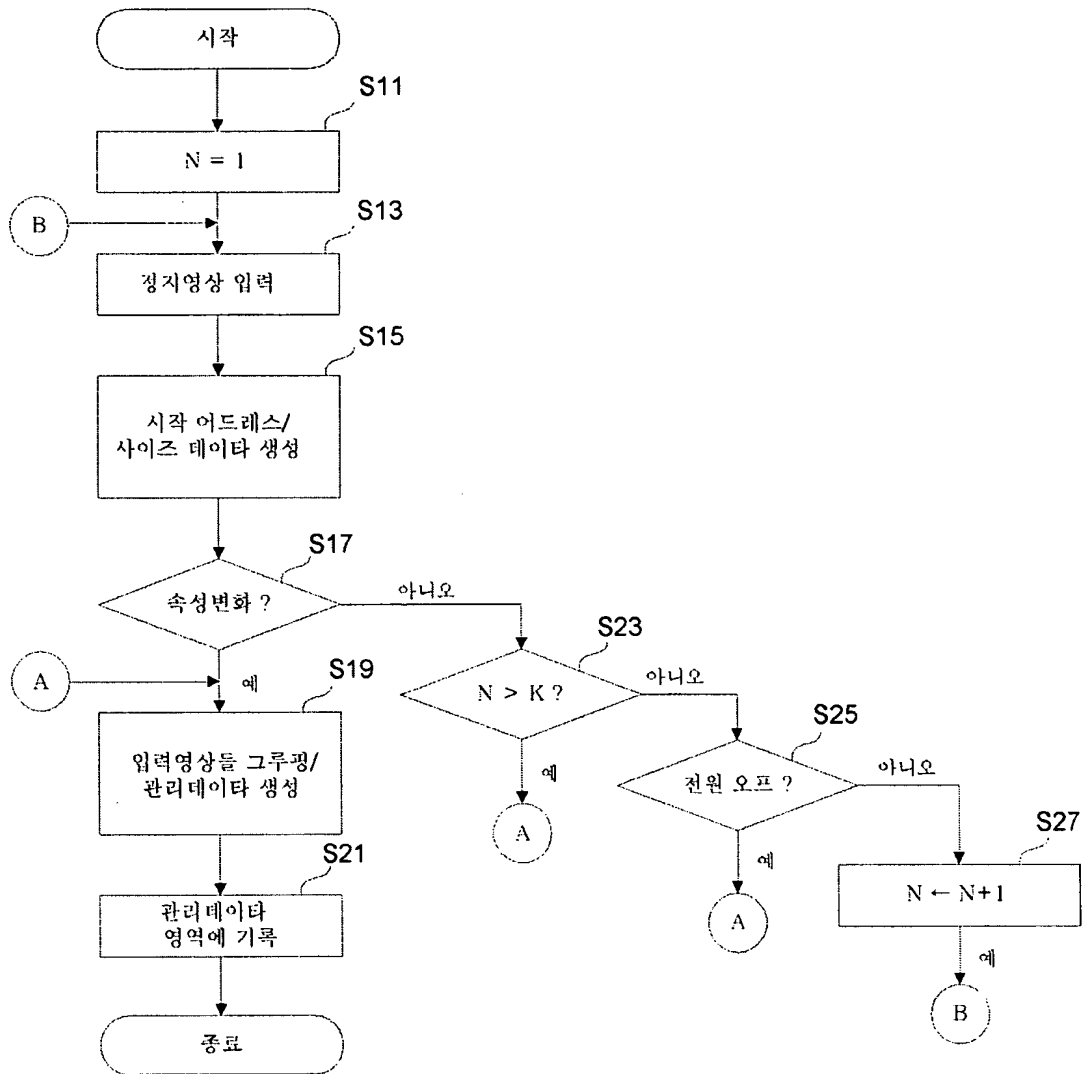 시작
S11
N = 1
B
S13
정지영상 입력
S15
시작 어드레스/
사이즈 데이타 생성
S17
속성변화 ?
아니오
A
예
S19
입력영상들 그루핑/
관리데이타 생성
S21
관리데이타
영역에 기록
종료
S23
N > K ?
아니오
예
A
S25
전원 오프 ?
아니오
예
A
S27
N ← N+1
예
B